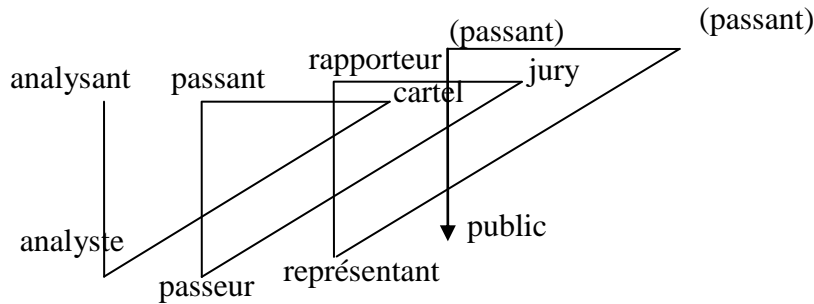 (passant)
(passant)
rapporteur
jury
analysant
passant
cartel
public
analyste
représentant
passeur